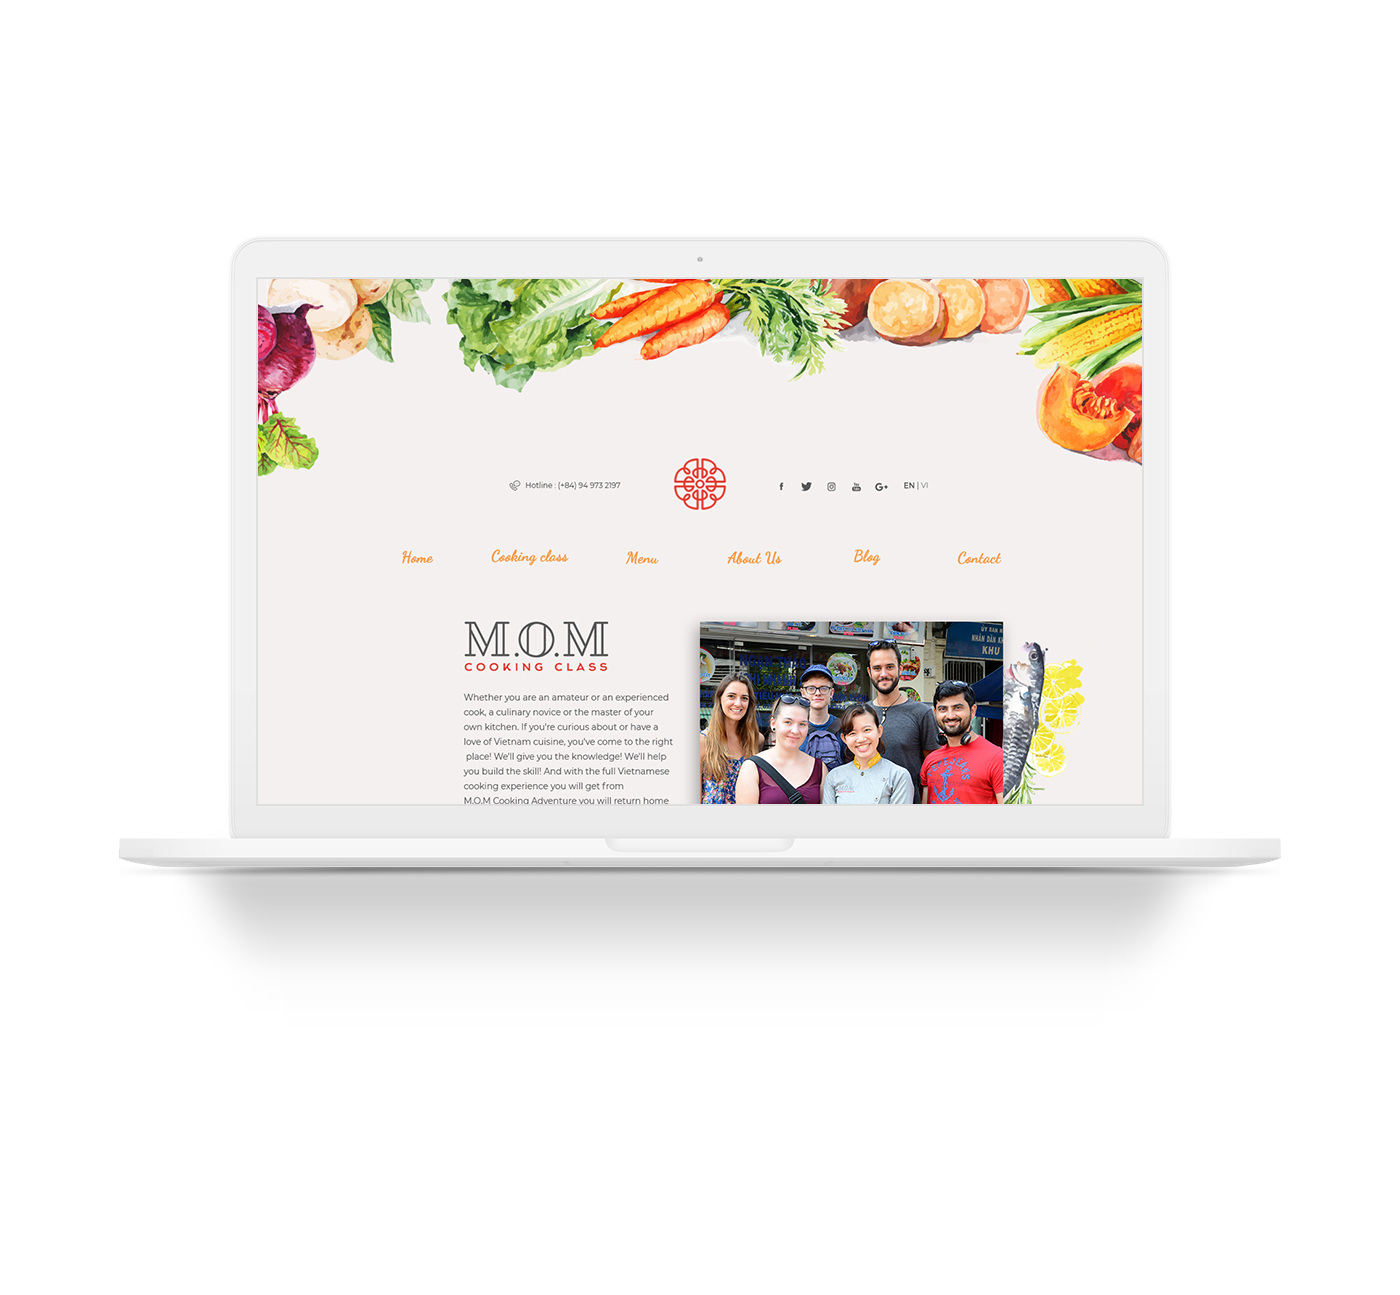 Hotline : (+84) 94 973 2197
EN | VI
Home
Cooking class
Menu
About Us
Blog
Contact
M.O.M
COOKING CLASS
Whether you are an amateur or an experienced
cook, a culinary novice or the master of your
own kitchen. If you're curious about or have a
love of Vietnam cuisine, you've come to the right
place! We'll give you the knowledge! We'll help
you build the skill! And with the full Vietnamese
cooking experience you will get from
M.O.M Cooking Adventure you will return home
NHÂN DÂN
KHU